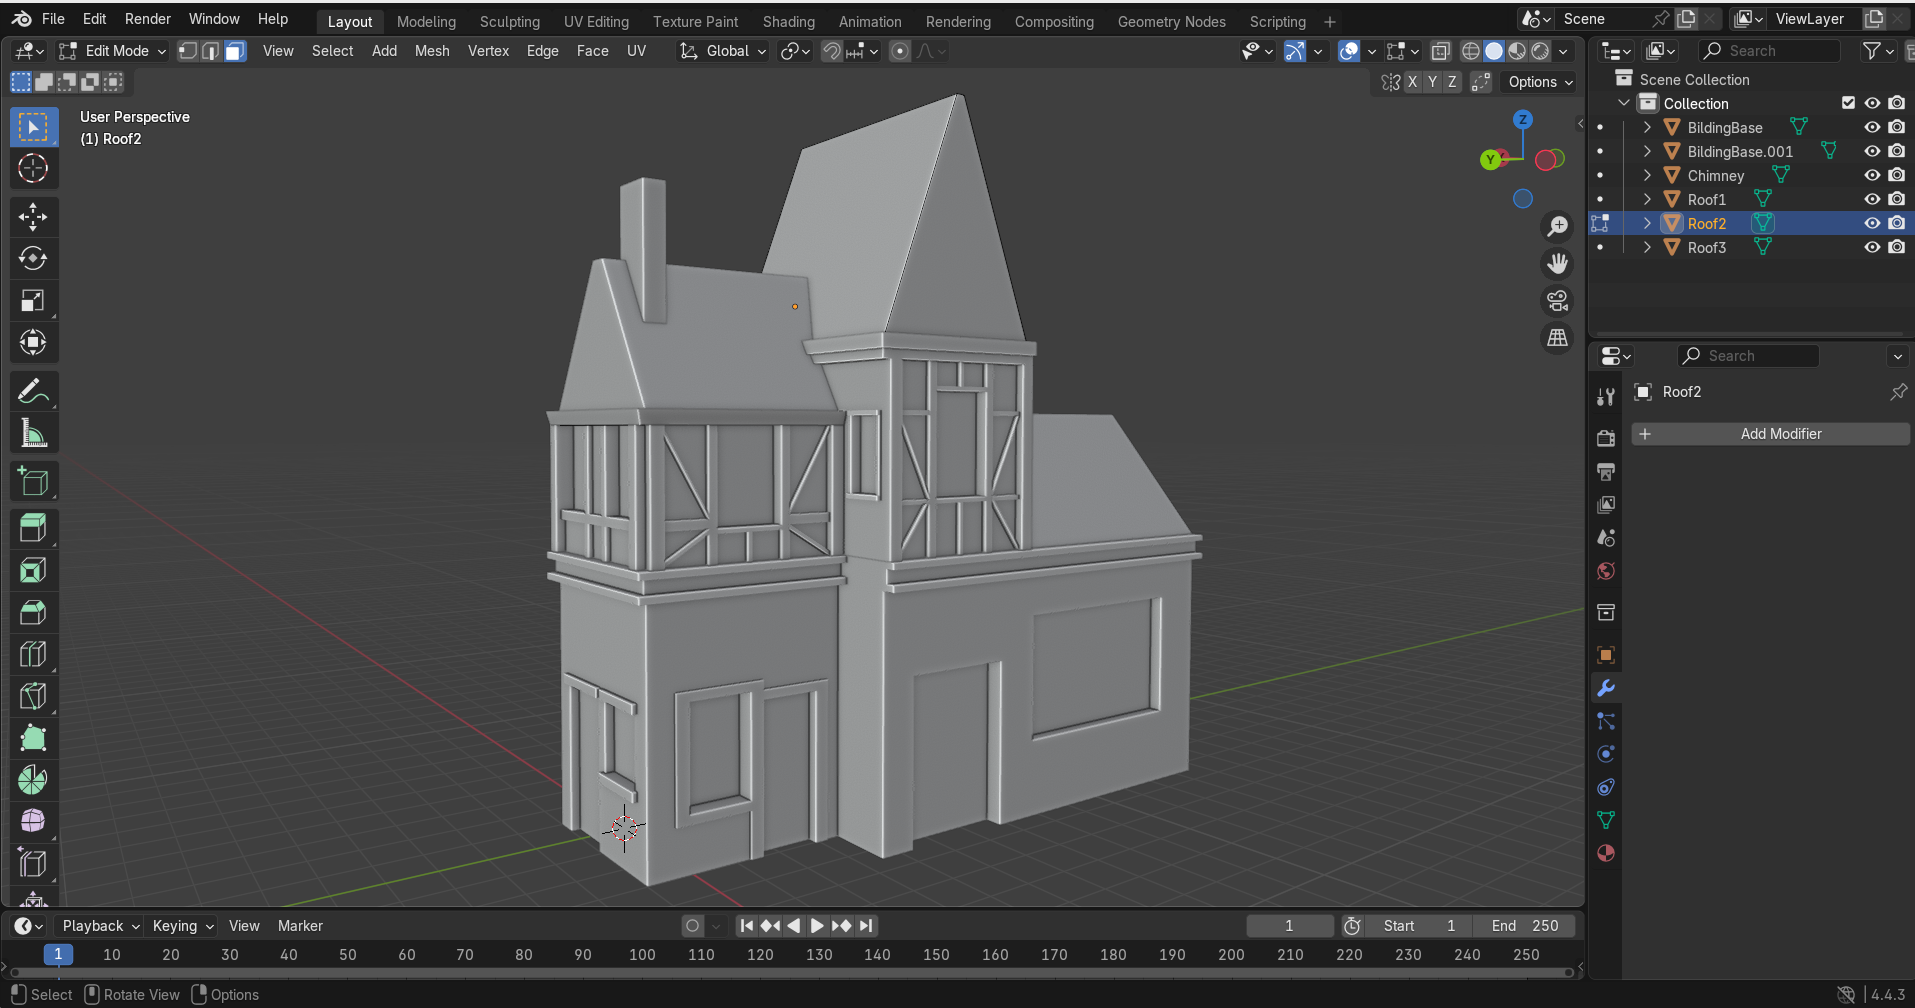 File Edit Render Window Help Layout Modeling Sculpting UV Editing Texture Paint Shading Animation Rendering Compositing Geometry Nodes Scripting + Scene ViewLayer
Edit Mode View Select Add Mesh Vertex Edge Face UV Global Search
X Y Z Options
User Perspective
(1) Roof2
Z
Y
Scene Collection
Collection
BildingBase
BildingBase.001
Chimney
Roof1
Roof2
Roof3
Search
Roof2
+ Add Modifier
Playback Keying View Marker 1 Start 1 End 250
1 10 20 30 40 50 60 70 80 90 100 110 120 130 140 150 160 170 180 190 200 210 220 230 240 250
Select Rotate View Options 4.4.3